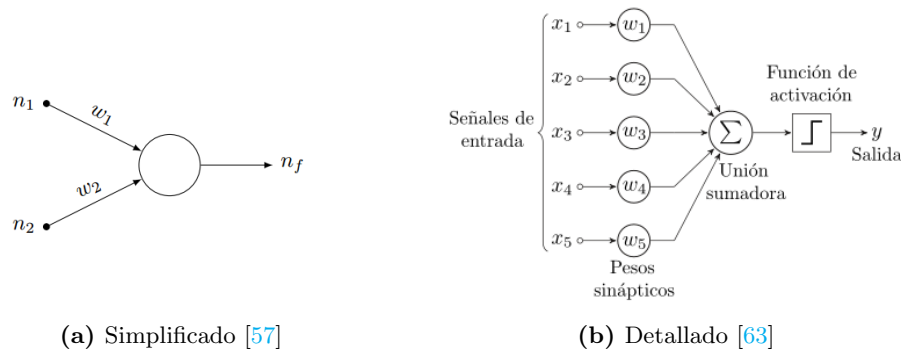 n1
w1
w2
n2
nf
(a) Simplificado [57]
Señales de
entrada
x1
w1
x2
w2
x3
w3
x4
w4
x5
w5
Pesos
sinápticos
∑
Unión
sumadora
Función de
activación
y
Salida
(b) Detallado [63]